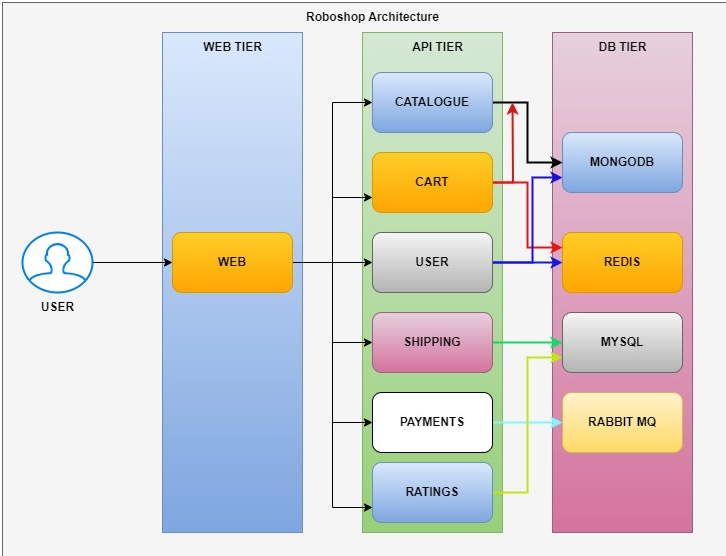 Roboshop Architecture
WEB TIER
API TIER
DB TIER
CATALOGUE
MONGODB
CART
USER
WEB
USER
REDIS
SHIPPING
MYSQL
PAYMENTS
RABBIT MQ
RATINGS